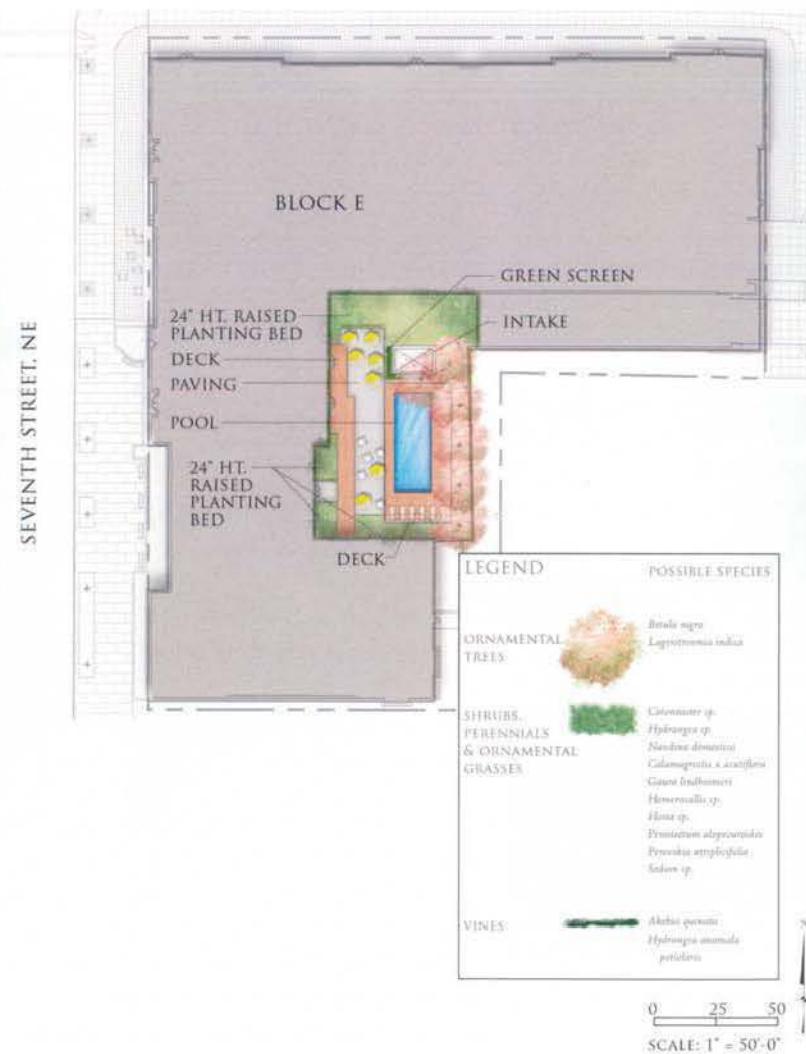 BLOCK E
GREEN SCREEN
24" HT. RAISED
PLANTING BED
INTAKE
DECK
PAVING
POOL
24" HT.
RAISED
PLANTING
BED
DECK
SEVENTH STREET, NE
LEGEND
POSSIBLE SPECIES
ORNAMENTAL
TREES
Betula nigra
Lagerstroemia indica
SHRUBS,
PERENNIALS
& ORNAMENTAL
GRASSES
Cotoneaster sp.
Hydrangea sp.
Nandina domestica
Calamagrostis x acutiflora
Gaura lindheimeri
Hemerocallis sp.
Hosta sp.
Pennisetum alopecuroides
Perovskia atriplicifolia
Sedum sp.
VINES
Akebia quinata
Hydrangea anomala
petiolaris
0 25 50
SCALE: 1" = 50'-0"